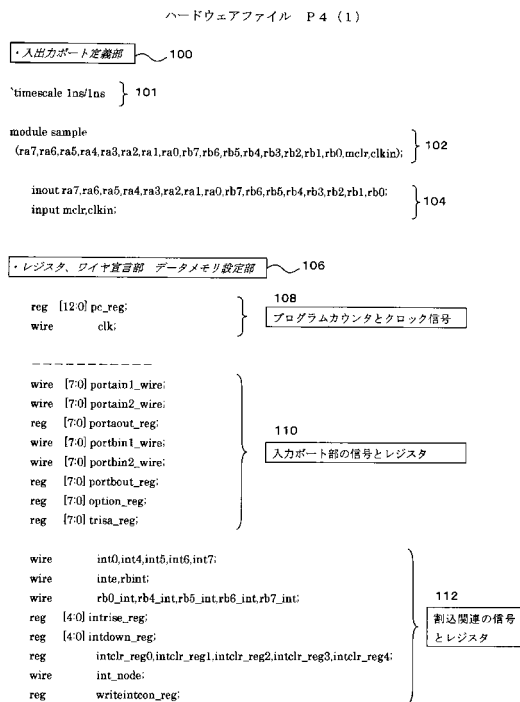 ハードウェアファイル P4(1)
・入出力ポート定義部 100
`timescale 1ns/1ns 101
module sample
(ra7,ra6,ra5,ra4,ra3,ra2,ra1,ra0,rb7,rb6,rb5,rb4,rb3,rb2,rb1,rb0,mclr,clkin); 102
inout ra7,ra6,ra5,ra4,ra3,ra2,ra1,ra0,rb7,rb6,rb5,rb4,rb3,rb2,rb1,rb0;
104
input mclr,clkin;
・レジスタ、ワイヤ宣言部 データメモリ設定部 106
reg [12:0] pc_reg;
wire clk;
108
プログラムカウンタとクロック信号
wire [7:0] portain1_wire;
wire [7:0] portain2_wire;
reg [7:0] portaout_reg;
wire [7:0] portbin1_wire;
wire [7:0] portbin2_wire;
reg [7:0] portbout_reg;
reg [7:0] option_reg;
reg [7:0] trisa_reg;
110
入力ポート部の信号とレジスタ
wire int0,int4,int5,int6,int7;
wire inte,rbint;
wire rb0_int,rb4_int,rb5_int,rb6_int,rb7_int;
reg [4:0] intrise_reg;
reg [4:0] intdown_reg;
reg intclr_reg0,intclr_reg1,intclr_reg2,intclr_reg3,intclr_reg4;
wire int_node;
reg writeintcon_reg;
112
割込関連の信号
とレジスタ